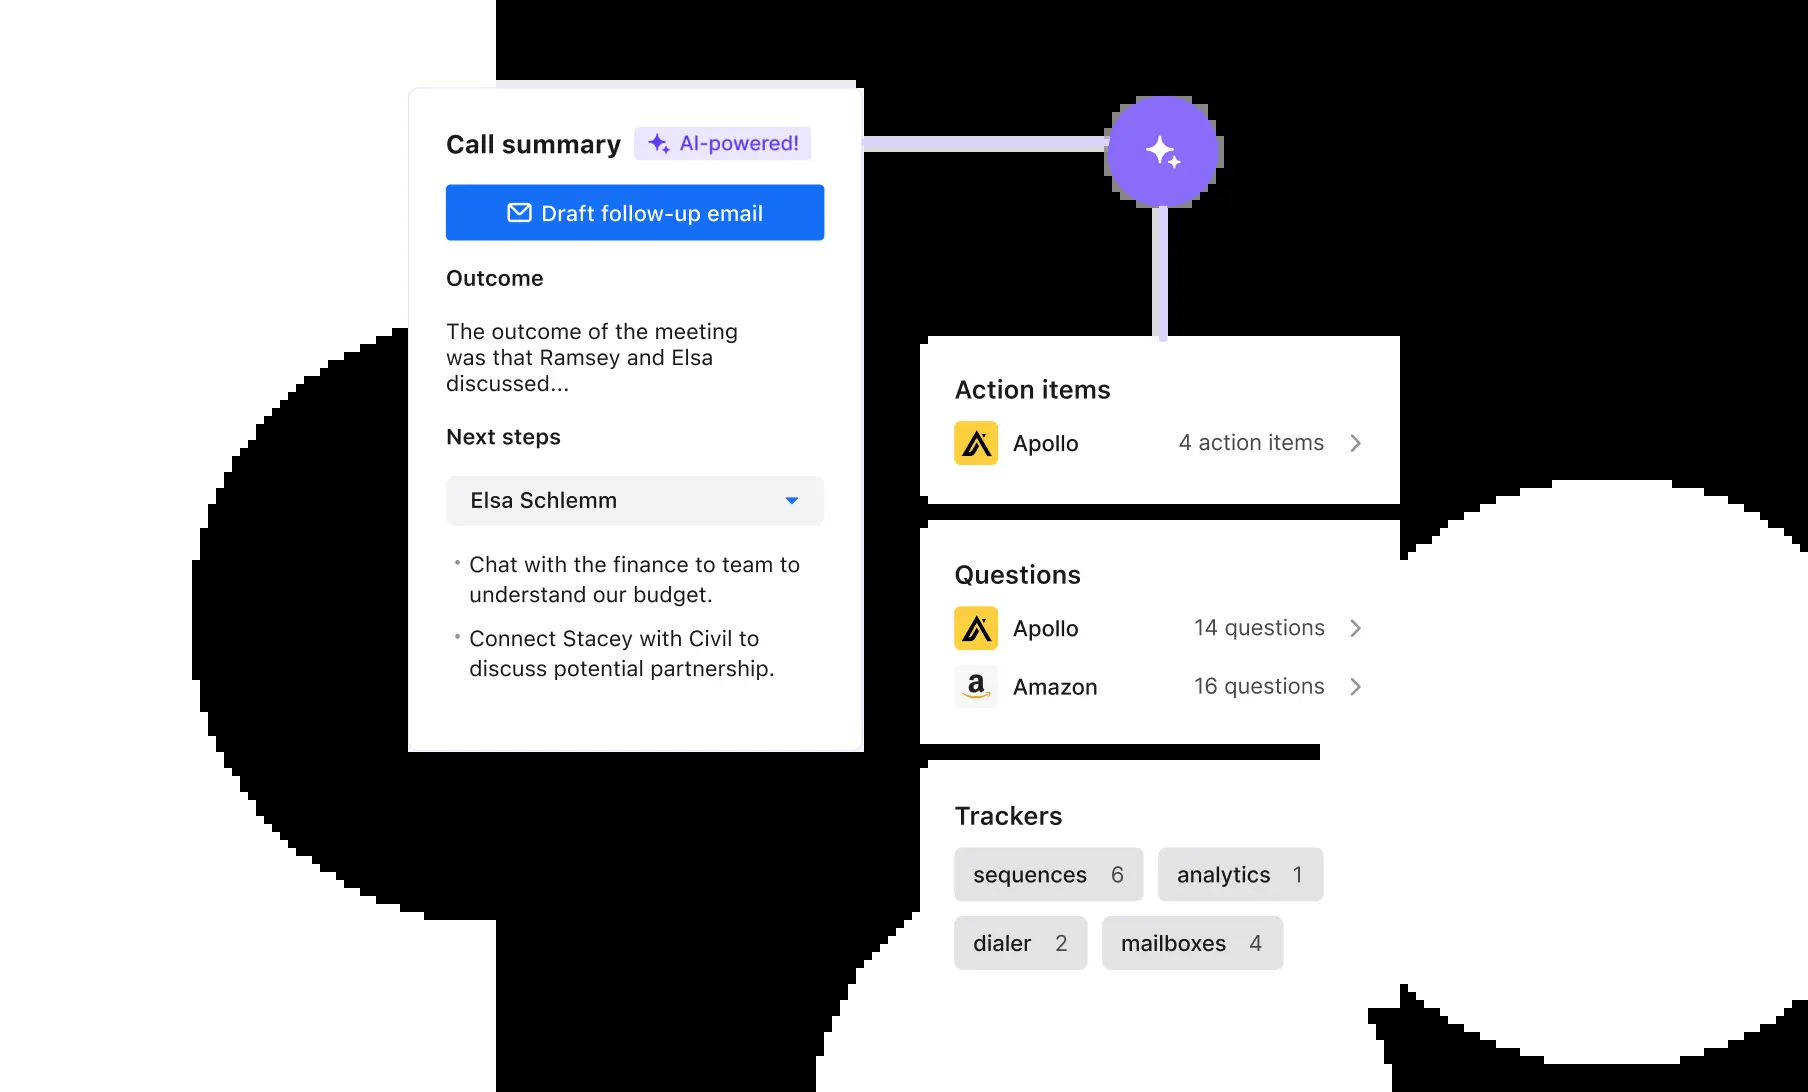 Call summary AI-powered!
Draft follow-up email
Outcome
The outcome of the meeting
was that Ramsey and Elsa
discussed...
Next steps
Elsa Schlemm
• Chat with the finance to team to
understand our budget.
• Connect Stacey with Civil to
discuss potential partnership.
Action items
Apollo 4 action items
Questions
Apollo 14 questions
a Amazon 16 questions
Trackers
sequences 6 analytics 1
dialer 2 mailboxes 4